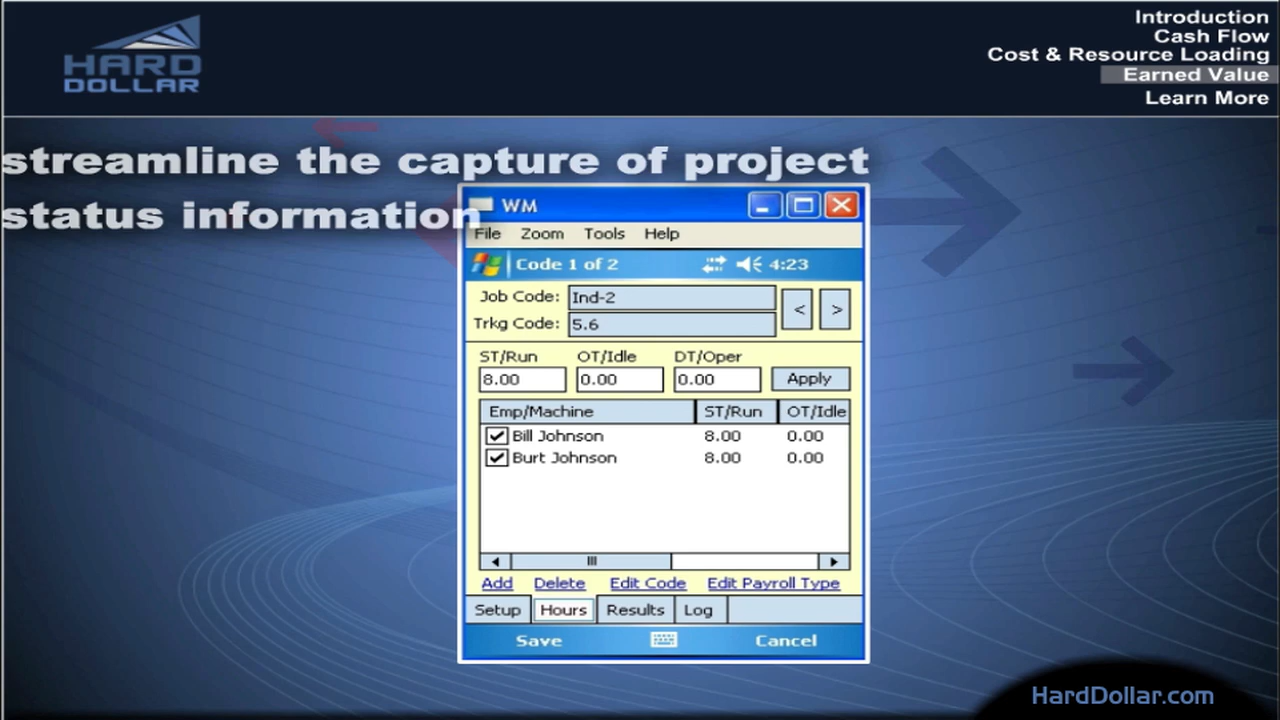 HARD
DOLLAR
Introduction
Cash Flow
Cost & Resource Loading
Earned Value
Learn More
streamline the capture of project
status information
WM
File Zoom Tools Help
Code 1 of 2 4:23
Job Code: Ind-2 < >
Trkg Code: 5.6
ST/Run OT/Idle DT/Oper
8.00 0.00 0.00 Apply
Emp/Machine ST/Run OT/Idle
Bill Johnson 8.00 0.00
Burt Johnson 8.00 0.00
Add Delete Edit Code Edit Payroll Type
Setup Hours Results Log
Save Cancel
HardDollar.com